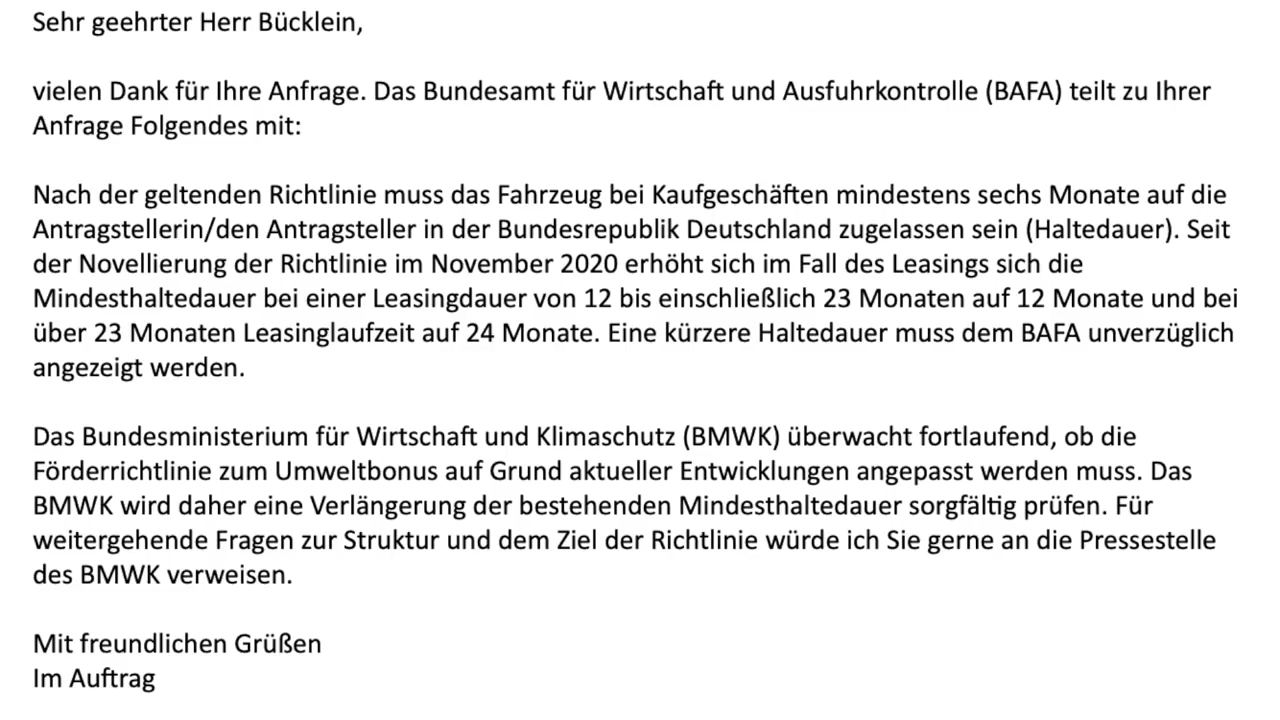 Sehr geehrter Herr Bücklein,
vielen Dank für Ihre Anfrage. Das Bundesamt für Wirtschaft und Ausfuhrkontrolle (BAFA) teilt zu Ihrer
Anfrage Folgendes mit:
Nach der geltenden Richtlinie muss das Fahrzeug bei Kaufgeschäften mindestens sechs Monate auf die
Antragstellerin/den Antragsteller in der Bundesrepublik Deutschland zugelassen sein (Haltedauer). Seit
der Novellierung der Richtlinie im November 2020 erhöht sich im Fall des Leasings sich die
Mindesthaltedauer bei einer Leasingdauer von 12 bis einschließlich 23 Monaten auf 12 Monate und bei
über 23 Monaten Leasinglaufzeit auf 24 Monate. Eine kürzere Haltedauer muss dem BAFA unverzüglich
angezeigt werden.
Das Bundesministerium für Wirtschaft und Klimaschutz (BMWK) überwacht fortlaufend, ob die
Förderrichtlinie zum Umweltbonus auf Grund aktueller Entwicklungen angepasst werden muss. Das
BMWK wird daher eine Verlängerung der bestehenden Mindesthaltedauer sorgfältig prüfen. Für
weitergehende Fragen zur Struktur und dem Ziel der Richtlinie würde ich Sie gerne an die Pressestelle
des BMWK verweisen.
Mit freundlichen Grüßen
Im Auftrag